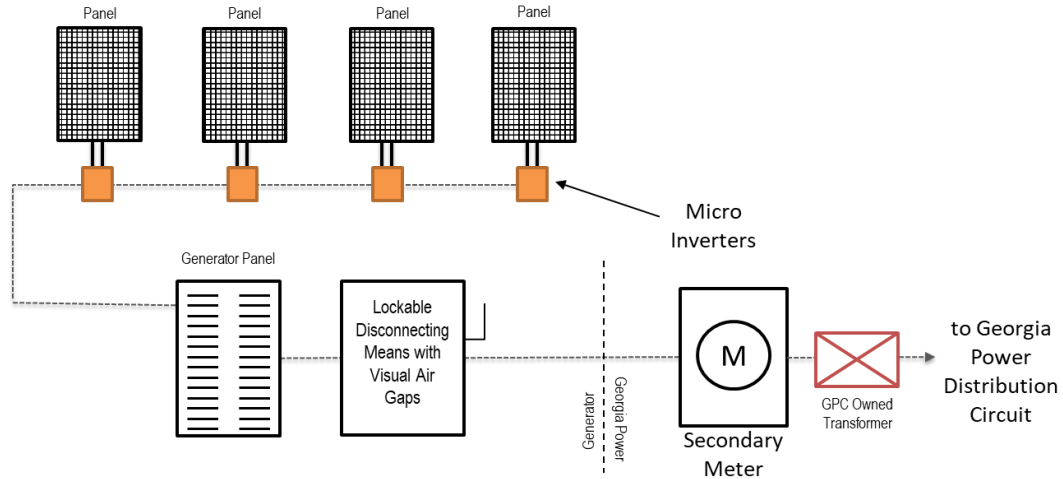 Panel
Panel
Panel
Panel
Micro
Inverters
Generator Panel
Lockable
Disconnecting
Means with
Visual Air
Gaps
Generator
Georgia Power
M
Secondary
Meter
GPC Owned
Transformer
to Georgia
Power
Distribution
Circuit